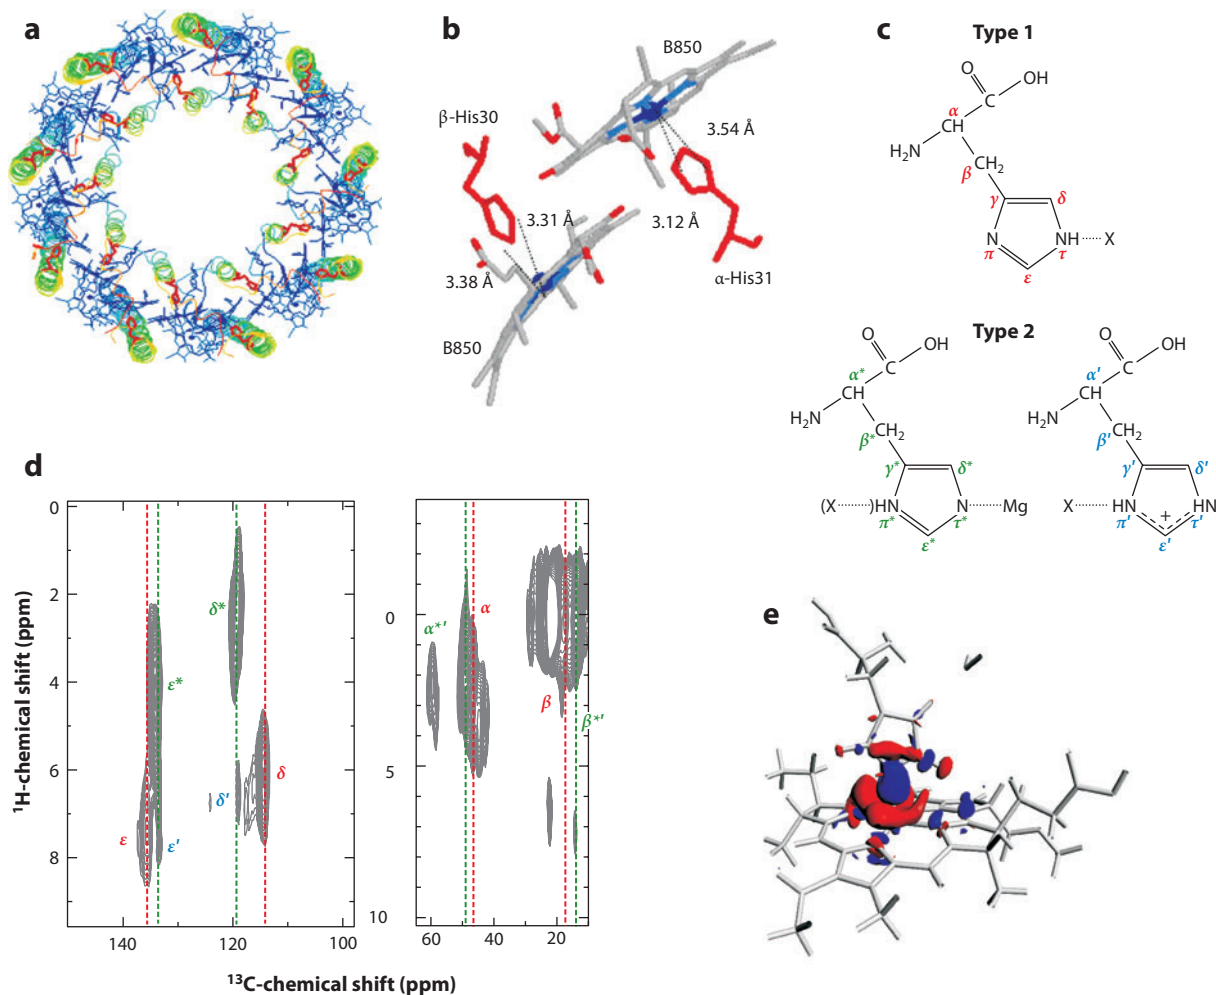 a
b
c
B850
β-His30
3.54 Å
3.31 Å
3.12 Å
3.38 Å
α-His31
B850
Type 1
O
OH
C
α
CH
H₂N
β
CH₂
γ
δ
N
NH
X
π
τ
ε
Type 2
O
OH
C
α*
CH
H₂N
β*
CH₂
γ*
δ*
(X
)HN
N
Mg
π*
τ*
ε*
O
OH
C
α'
CH
H₂N
β'
CH₂
γ'
δ'
X
HN
+
HN
π'
τ'
ε'
d
0
2
4
6
8
140
120
100
δ*
ε*
δ
δ'
ε
ε'
0
5
10
60
40
20
α*'
α
β
β*'
¹H-chemical shift (ppm)
¹³C-chemical shift (ppm)
e